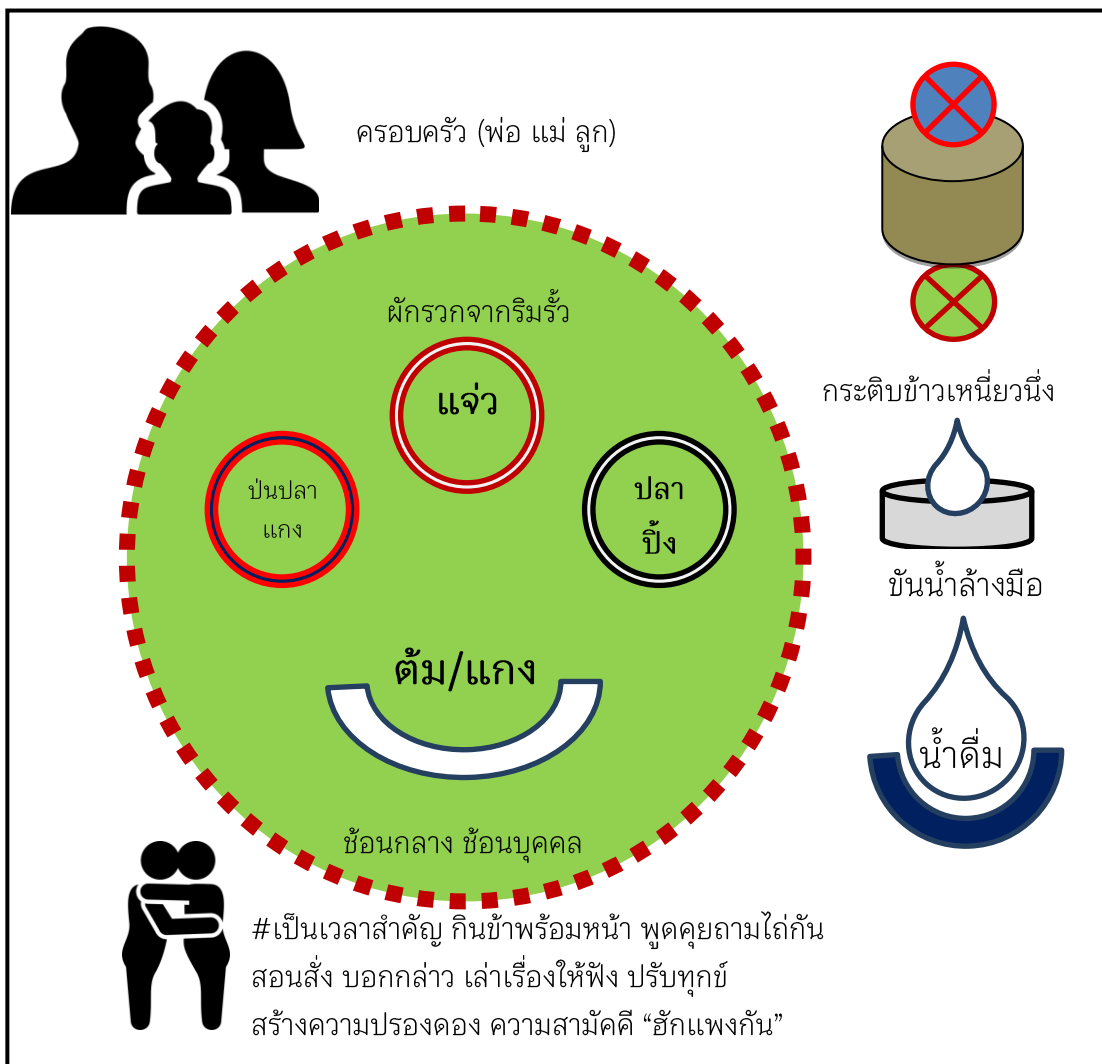 ครอบครัว (พ่อ แม่ ลูก)
ผักรวกจากริมรั้ว
แจ่ว
ป่นปลา
แกง
ปลา
ปิ้ง
ต้ม/แกง
ช้อนกลาง ช้อนบุคคล
กระติบข้าวเหนี่ยวนึ่ง
ขันน้ำล้างมือ
น้ำดื่ม
#เป็นเวลาสำคัญ กินข้าพร้อมหน้า พูดคุยถามไถ่กัน
สอนสั่ง บอกกล่าว เล่าเรื่องให้ฟัง ปรับทุกข์
สร้างความปรองดอง ความสามัคคี “ฮักแพงกัน”